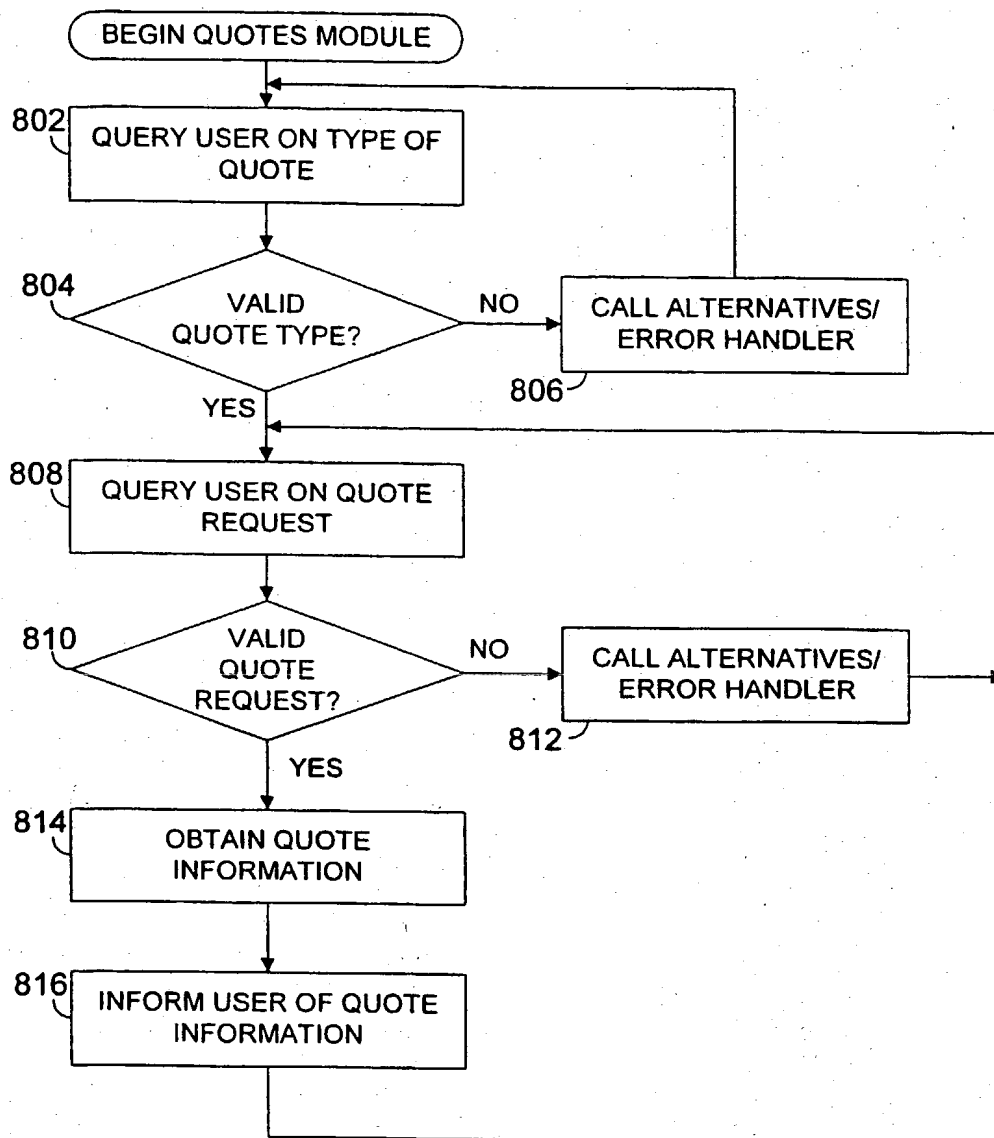 BEGIN QUOTES MODULE
802
QUERY USER ON TYPE OF
QUOTE
804
VALID
QUOTE TYPE?
NO
CALL ALTERNATIVES/
ERROR HANDLER
806
YES
808
QUERY USER ON QUOTE
REQUEST
810
VALID
QUOTE
REQUEST?
NO
CALL ALTERNATIVES/
ERROR HANDLER
812
YES
814
OBTAIN QUOTE
INFORMATION
816
INFORM USER OF QUOTE
INFORMATION